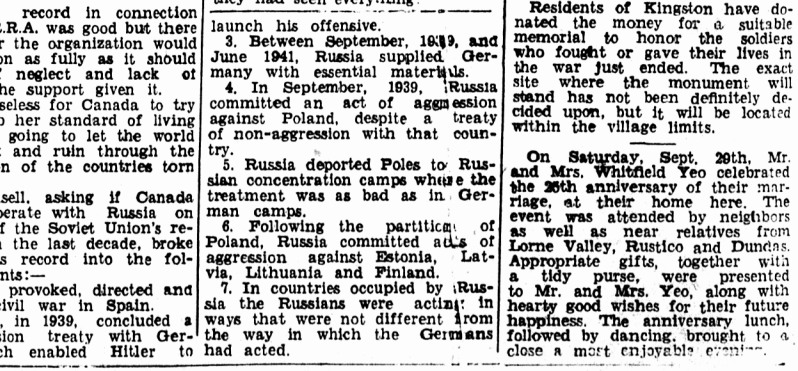 record in connection
.R.A. was good but there
r the organization would
on as fully as it should
neglect and lack of
he support given it.
seless for Canada to try
her standard of living
going to let the world
and ruin through the
n of the countries torn
sell, asking if Canada
perate with Russia on
f the Soviet Union's re-
the last decade, broke
s record into the fol-
nts:—
provoked, directed and
ivil war in Spain.
, in 1939, concluded a
sion treaty with Ger-
ch enabled Hitler to
launch his offensive.
3. Between September, 1939, and
June 1941, Russia supplied Ger-
many with essential materials.
4. In September, 1939, Russia
committed an act of aggression
against Poland, despite a treaty
of non-aggression with that coun-
try.
5. Russia deported Poles to Rus-
sian concentration camps where the
treatment was as bad as in Ger-
man camps.
6. Following the partition of
Poland, Russia committed acts of
aggression against Estonia, Lat-
via, Lithuania and Finland.
7. In countries occupied by Rus-
sia the Russians were acting in
ways that were not different from
the way in which the Germans
had acted.
Residents of Kingston have do-
nated the money for a suitable
memorial to honor the soldiers
who fought or gave their lives in
the war just ended. The exact
site where the monument will
stand has not been definitely de-
cided upon, but it will be located
within the village limits.
On Saturday, Sept. 29th, Mr.
and Mrs. Whitfield Yeo celebrated
the 25th anniversary of their mar-
riage, at their home here. The
event was attended by neighbors
as well as near relatives from
Lorne Valley, Rustico and Dundas.
Appropriate gifts, together with
a tidy purse, were presented
to Mr. and Mrs. Yeo, along with
hearty good wishes for their future
happiness. The anniversary lunch,
followed by dancing, brought to a
close a most enjoyable evening.